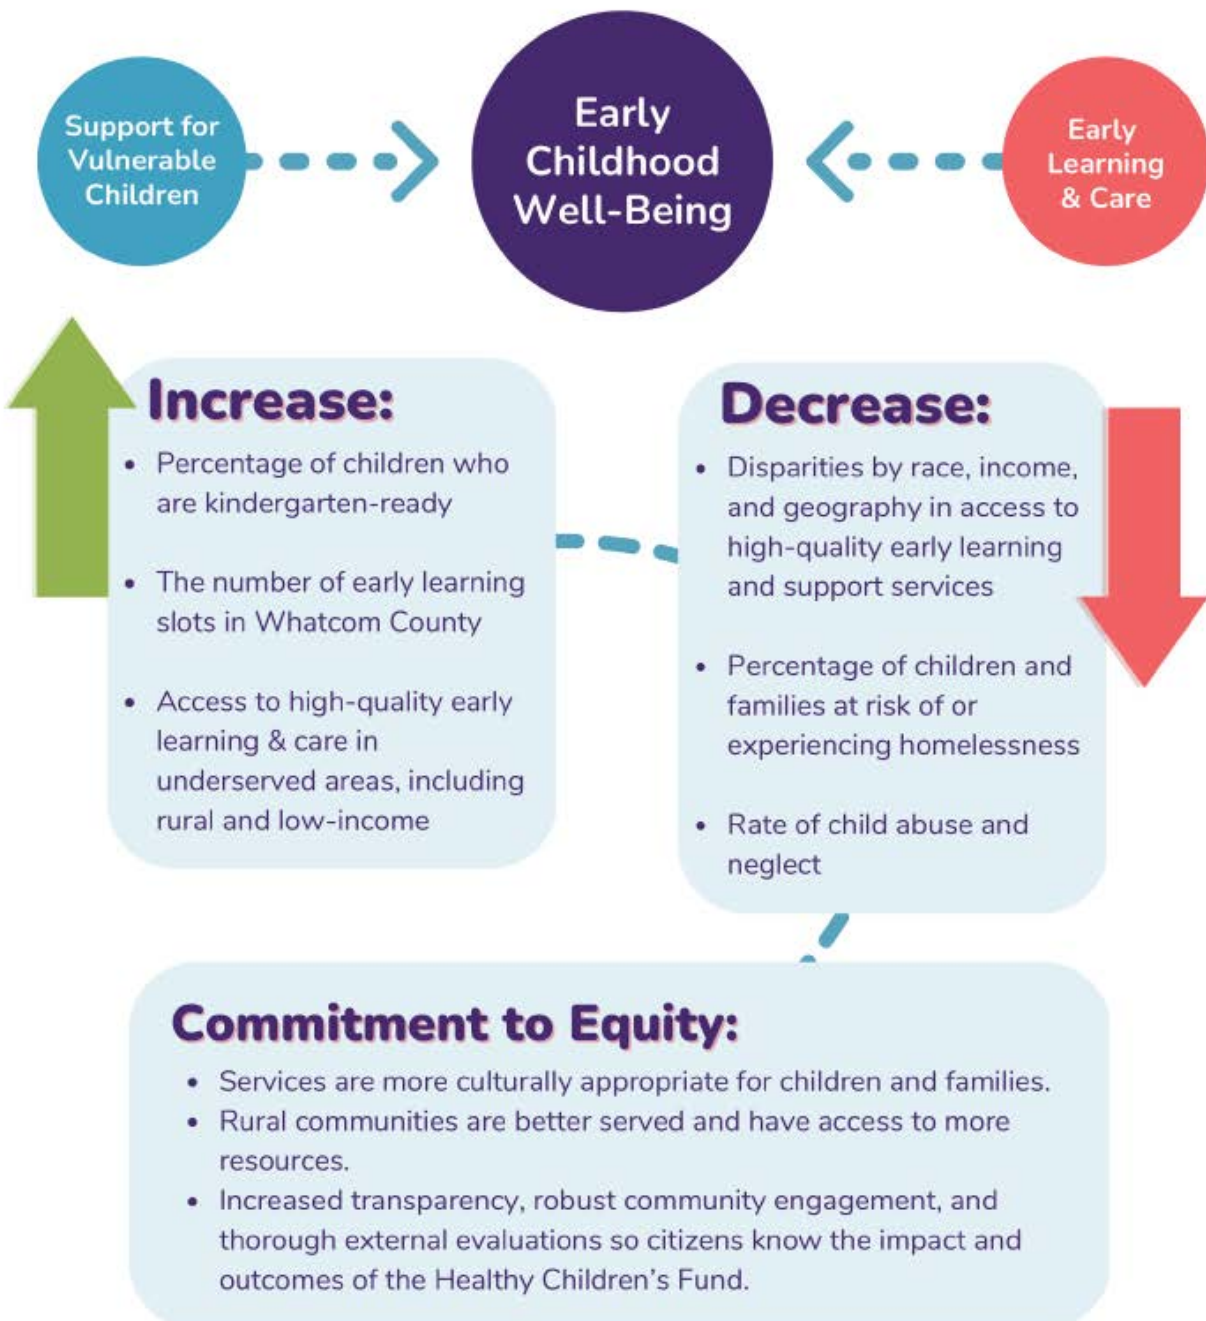 Support for
Vulnerable
Children
Early
Childhood
Well-Being
Early
Learning
& Care
Increase:
• Percentage of children who
are kindergarten-ready
• The number of early learning
slots in Whatcom County
• Access to high-quality early
learning & care in
underserved areas, including
rural and low-income
Decrease:
• Disparities by race, income,
and geography in access to
high-quality early learning
and support services
• Percentage of children and
families at risk of or
experiencing homelessness
• Rate of child abuse and
neglect
Commitment to Equity:
• Services are more culturally appropriate for children and families.
• Rural communities are better served and have access to more
resources.
• Increased transparency, robust community engagement, and
thorough external evaluations so citizens know the impact and
outcomes of the Healthy Children’s Fund.